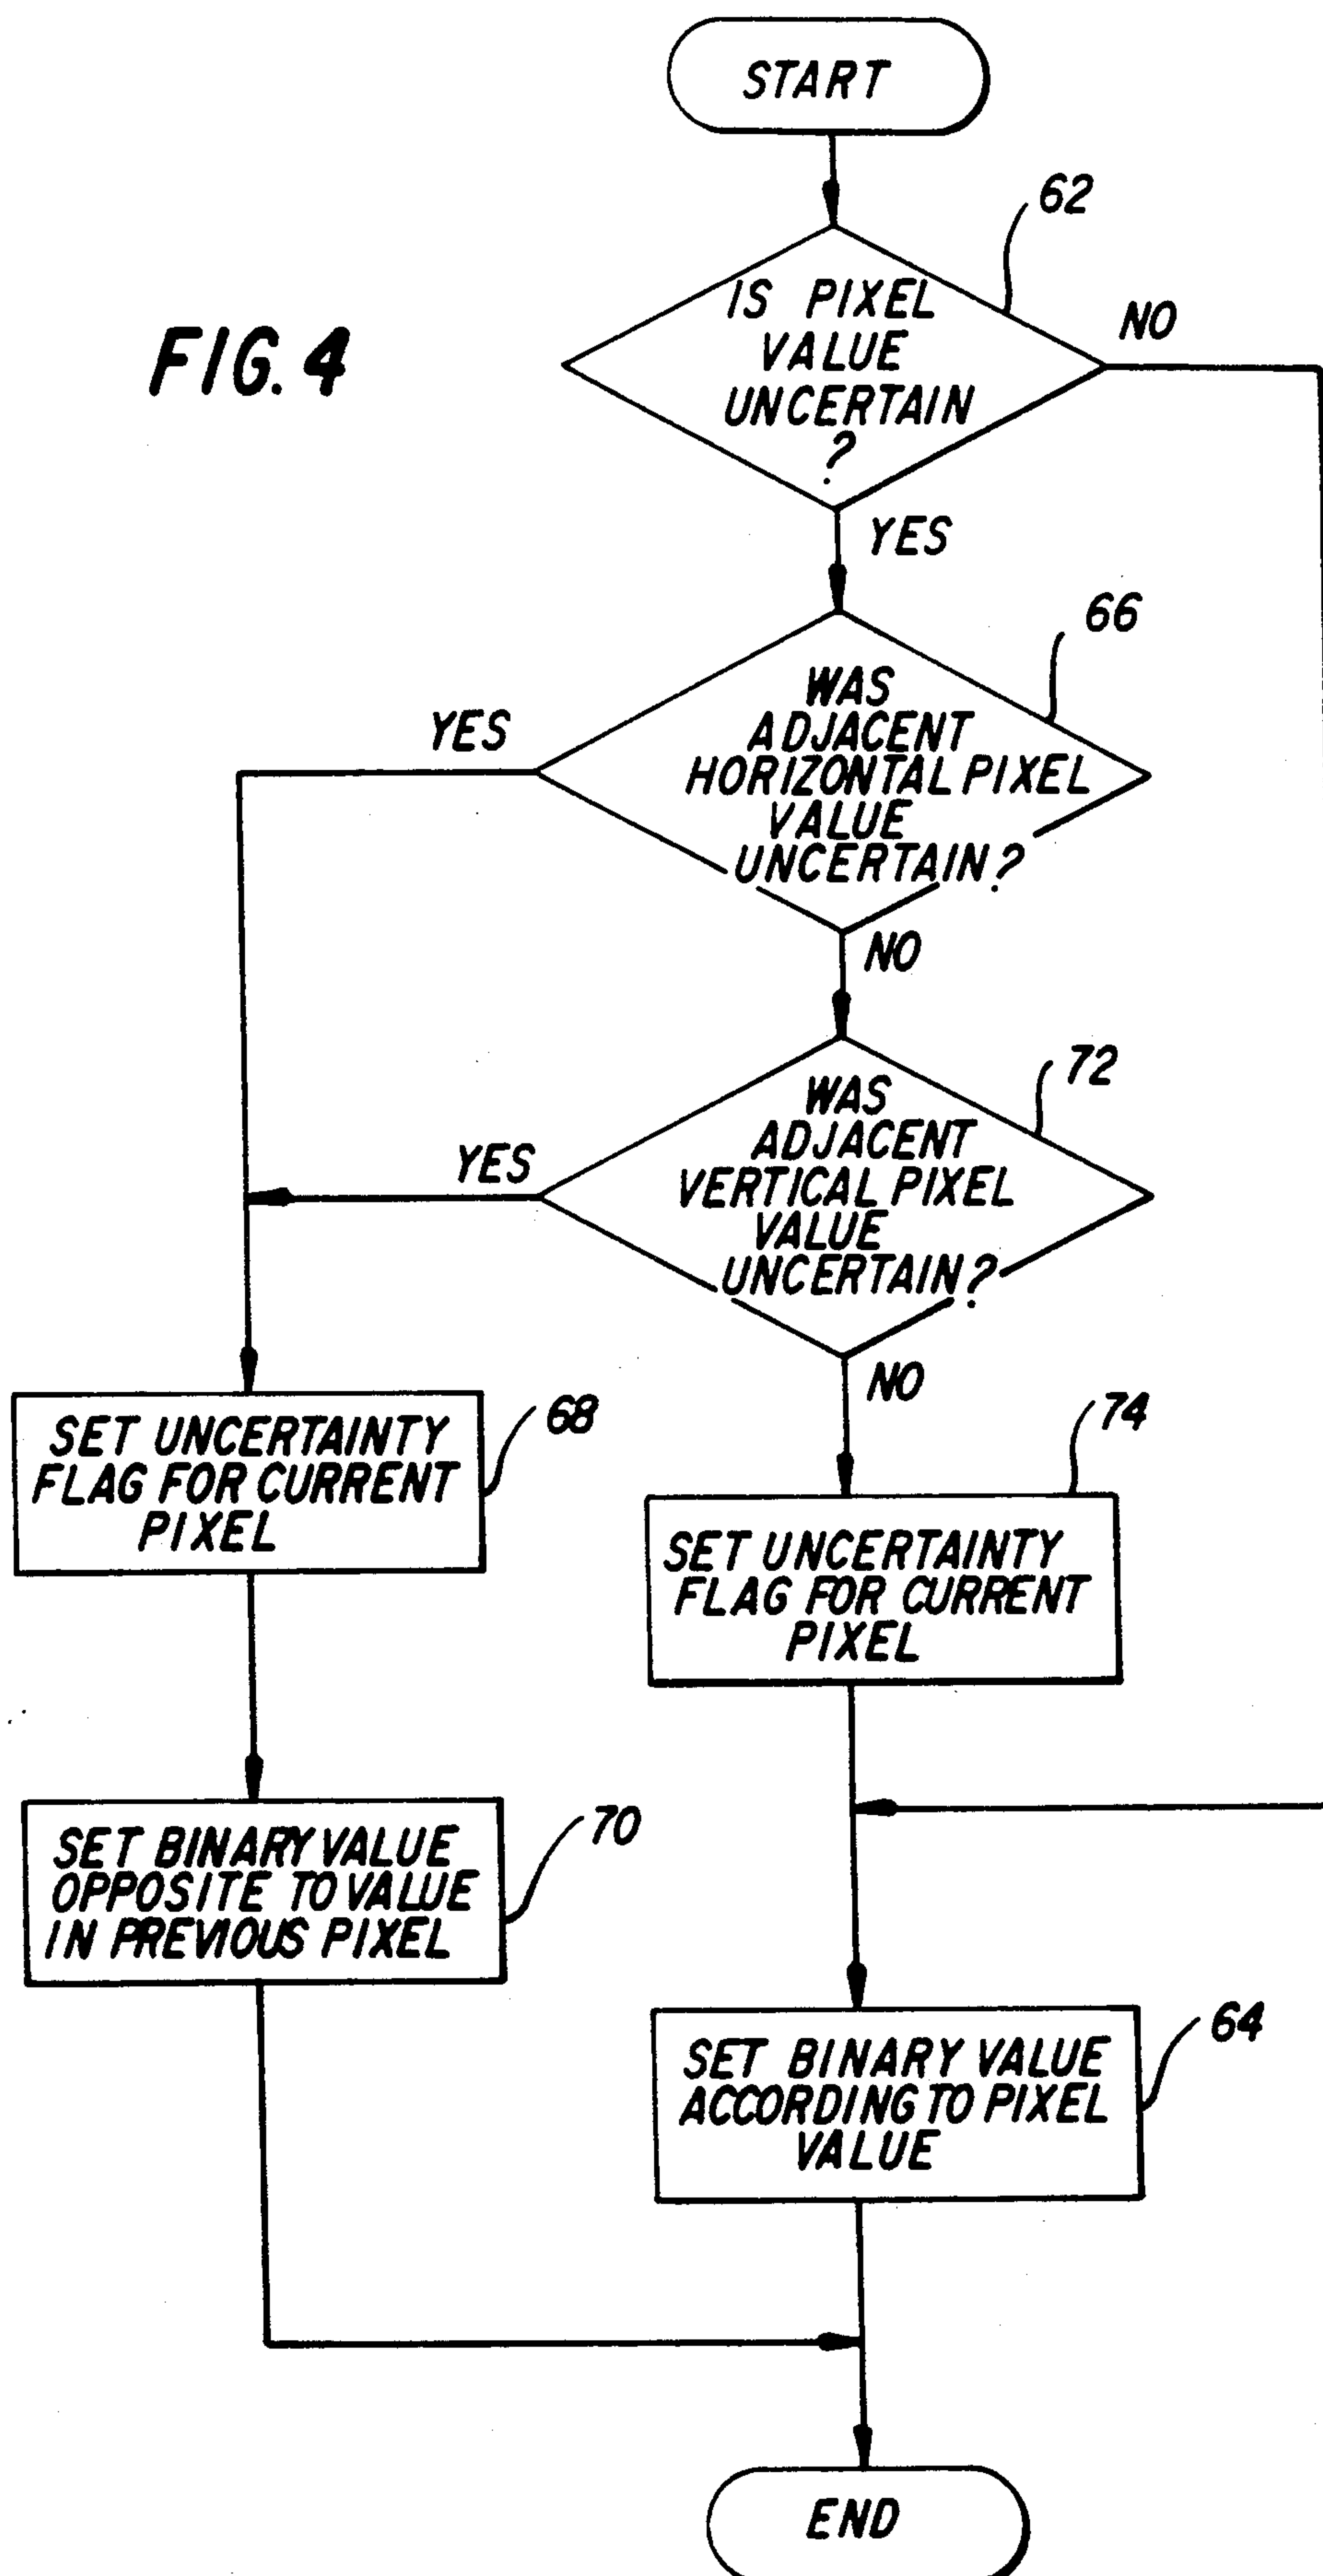 START
62
FIG. 4
IS PIXEL
VALUE
UNCERTAIN
?
NO
YES
66
WAS
ADJACENT
HORIZONTAL PIXEL
VALUE
UNCERTAIN?
YES
NO
72
WAS
ADJACENT
VERTICAL PIXEL
VALUE
UNCERTAIN?
YES
NO
68
SET UNCERTAINTY
FLAG FOR CURRENT
PIXEL
74
SET UNCERTAINTY
FLAG FOR CURRENT
PIXEL
70
SET BINARY VALUE
OPPOSITE TO VALUE
IN PREVIOUS PIXEL
64
SET BINARY VALUE
ACCORDING TO PIXEL
VALUE
END